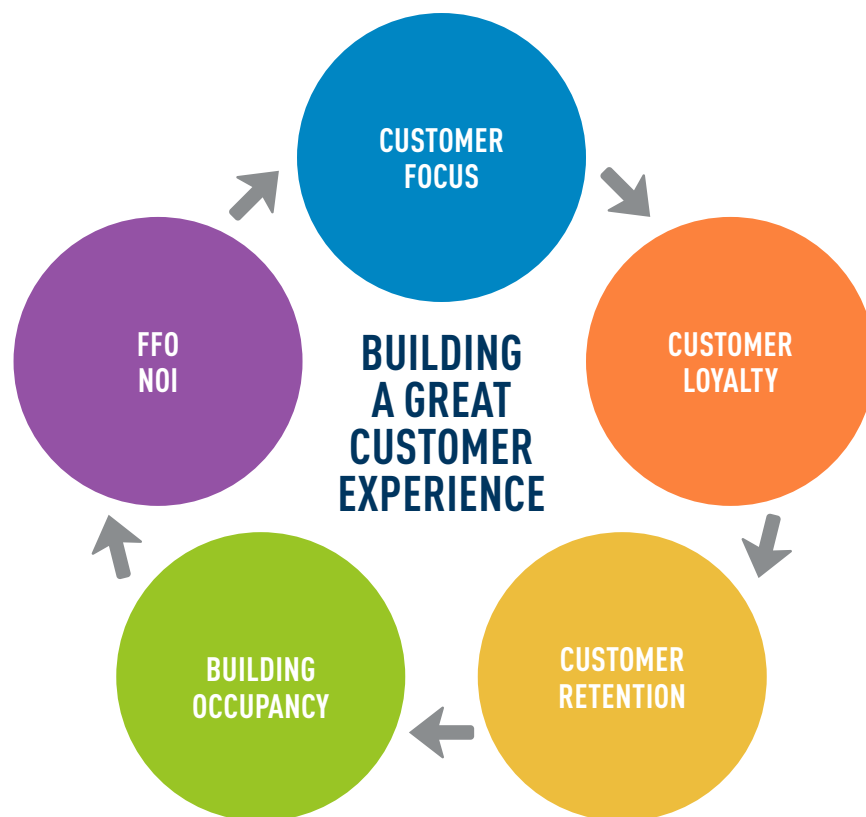 CUSTOMER
FOCUS
CUSTOMER
LOYALTY
CUSTOMER
RETENTION
BUILDING
OCCUPANCY
FFO
NOI
BUILDING
A GREAT
CUSTOMER
EXPERIENCE